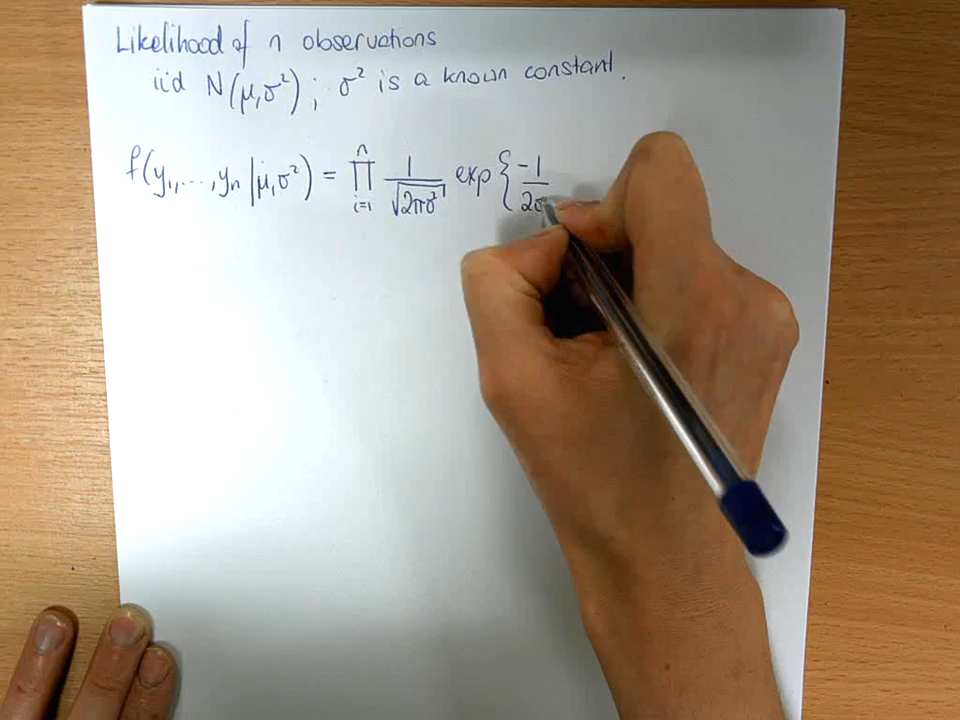 Likelihood of n observations
iid N(μ,σ²) ; σ² is a known constant.
f(y₁,...,yₙ|μ,σ²) = ∏ᵢ₌₁ⁿ 1/√(2πσ²) exp{ -1/2σ